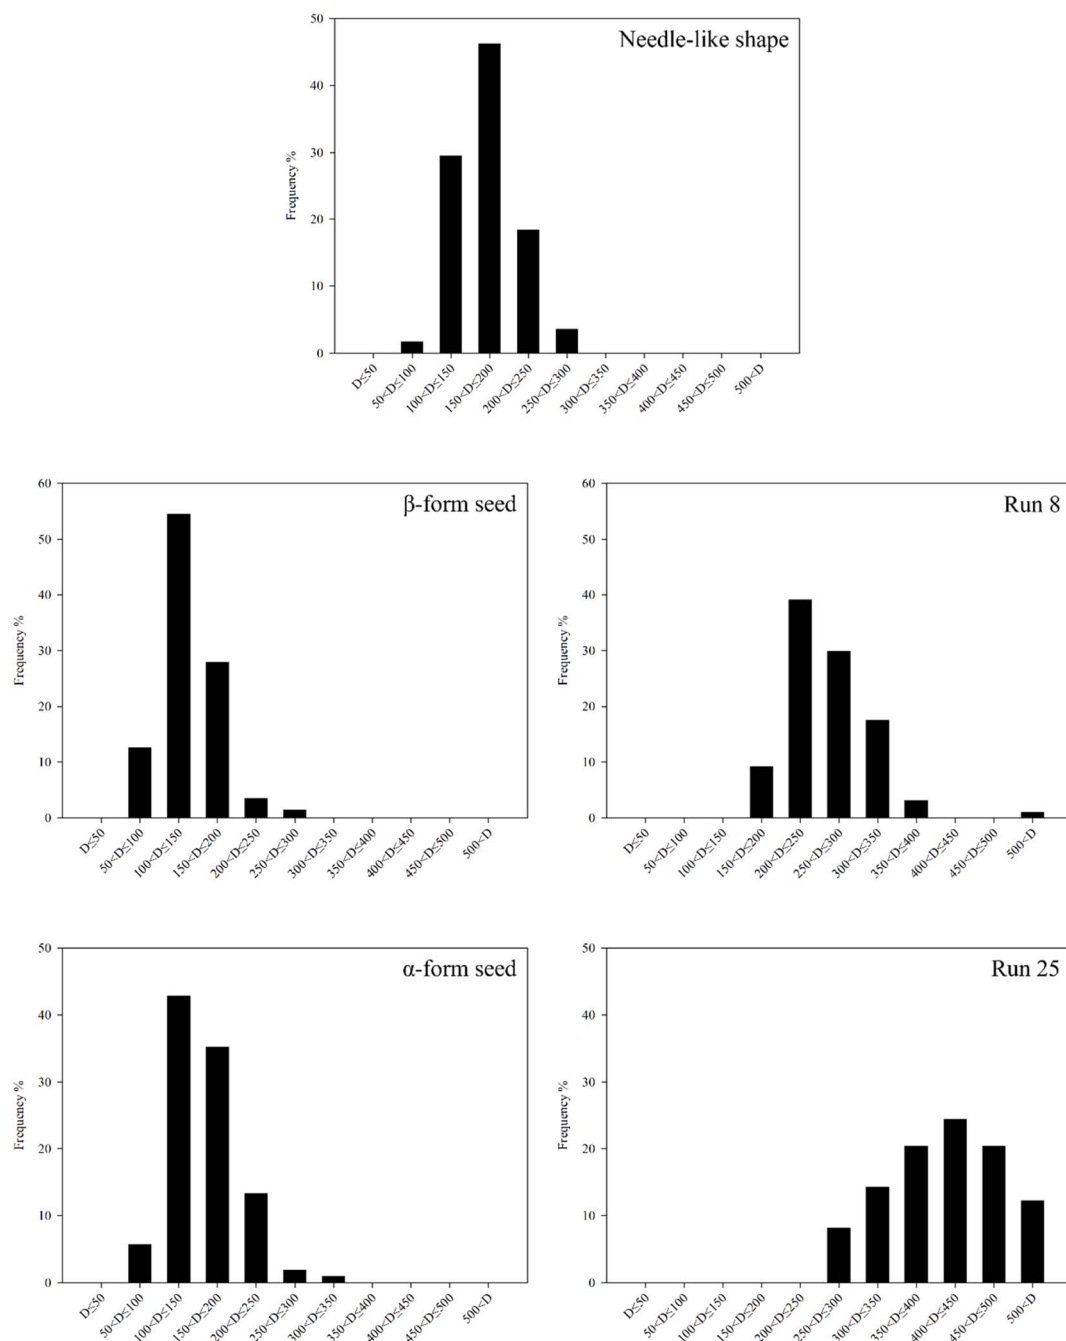 Needle-like shape
Frequency %
50
40
30
20
10
0
D≤50
50<D≤100
100<D≤150
150<D≤200
200<D≤250
250<D≤300
300<D≤350
350<D≤400
400<D≤450
450<D≤500
500<D
β-form seed
Frequency %
60
50
40
30
20
10
0
D≤50
50<D≤100
100<D≤150
150<D≤200
200<D≤250
250<D≤300
300<D≤350
350<D≤400
400<D≤450
450<D≤500
500<D
Run 8
Frequency %
60
50
40
30
20
10
0
D≤50
50<D≤100
100<D≤150
150<D≤200
200<D≤250
250<D≤300
300<D≤350
350<D≤400
400<D≤450
450<D≤500
500<D
α-form seed
Frequency %
50
40
30
20
10
0
D≤50
50<D≤100
100<D≤150
150<D≤200
200<D≤250
250<D≤300
300<D≤350
350<D≤400
400<D≤450
450<D≤500
500<D
Run 25
Frequency %
50
40
30
20
10
0
D≤50
50<D≤100
100<D≤150
150<D≤200
200<D≤250
250<D≤300
300<D≤350
350<D≤400
400<D≤450
450<D≤500
500<D